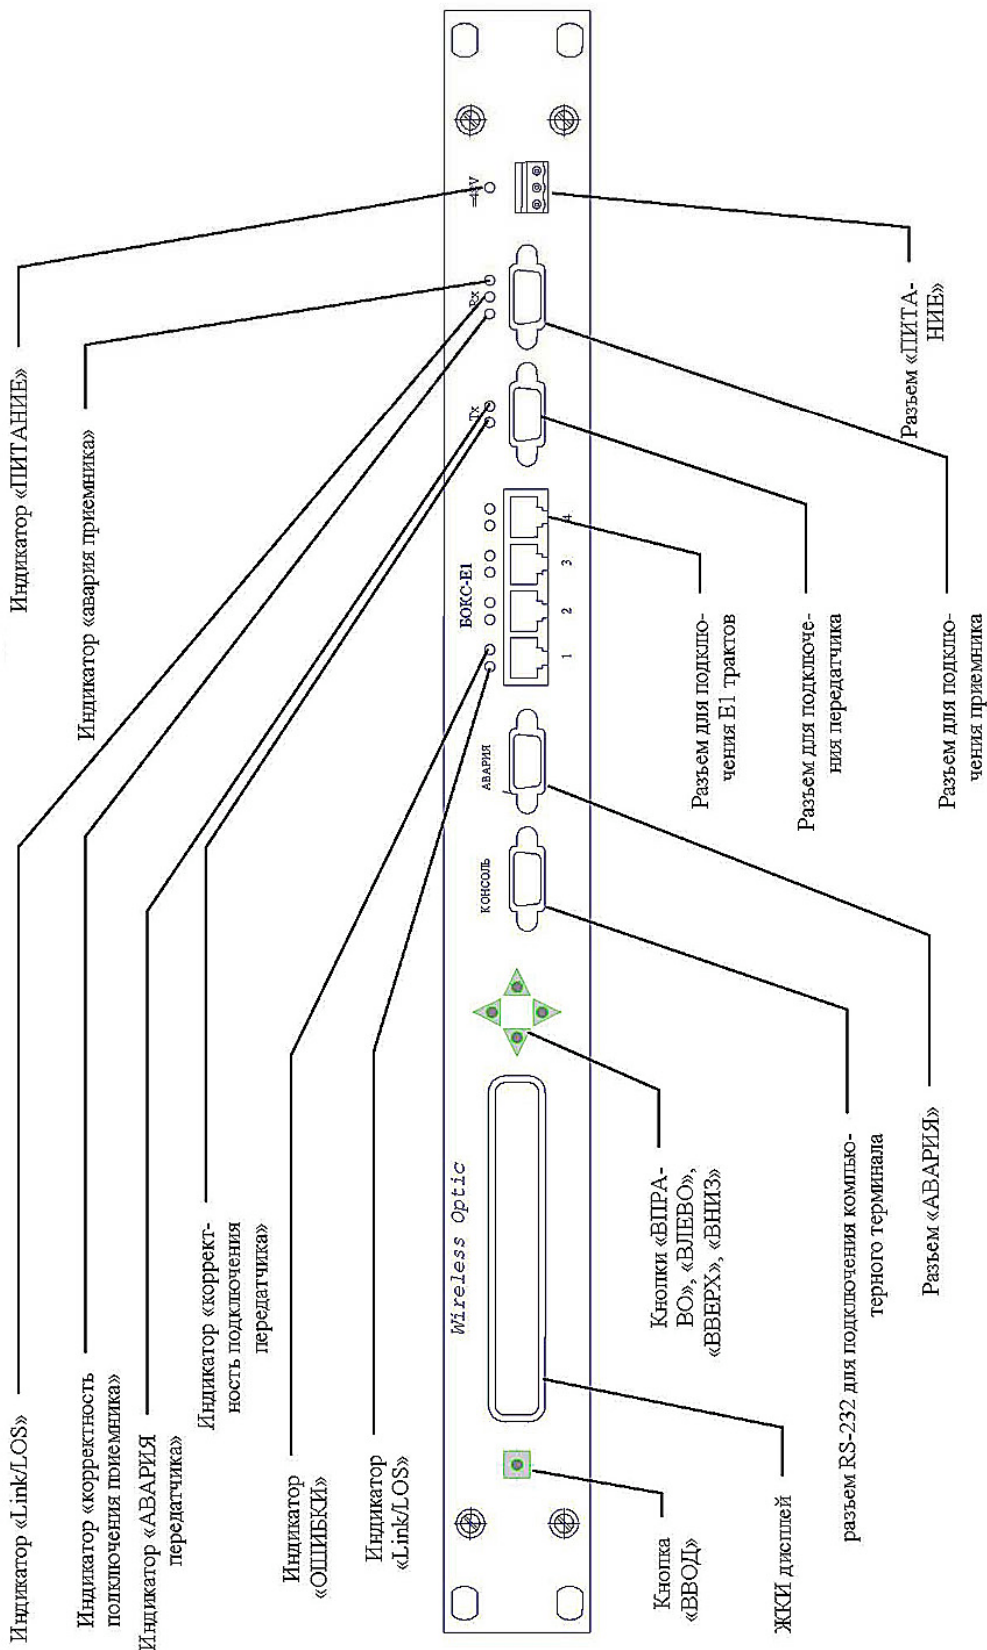 Индикатор «Link/LOS»
Индикатор «ПИТАНИЕ»
Индикатор «корректность
подключения приемника»
Индикатор «авария приемника»
Индикатор «АВАРИЯ
передатчика»
Индикатор «коррект-
ность подключения
передатчика»
Индикатор
«ОШИБКИ»
Индикатор
«Link/LOS»
Wireless Optic
КОНСОЛЬ
АВАРИЯ
БОКС-E1
Tx
Rx
=48V
1
2
3
4
Кнопка
«ВВОД»
ЖКИ дисплей
Кнопки «ВПРА-
ВО», «ВЛЕВО»,
«ВВЕРХ», «ВНИЗ»
разъем RS-232 для подключения компью-
терного терминала
Разъем «АВАРИЯ»
Разъем для подклю-
чения E1 трактов
Разъем для подключе-
ния передатчика
Разъем для подклю-
чения приемника
Разъем «ПИТА-
НИЕ»